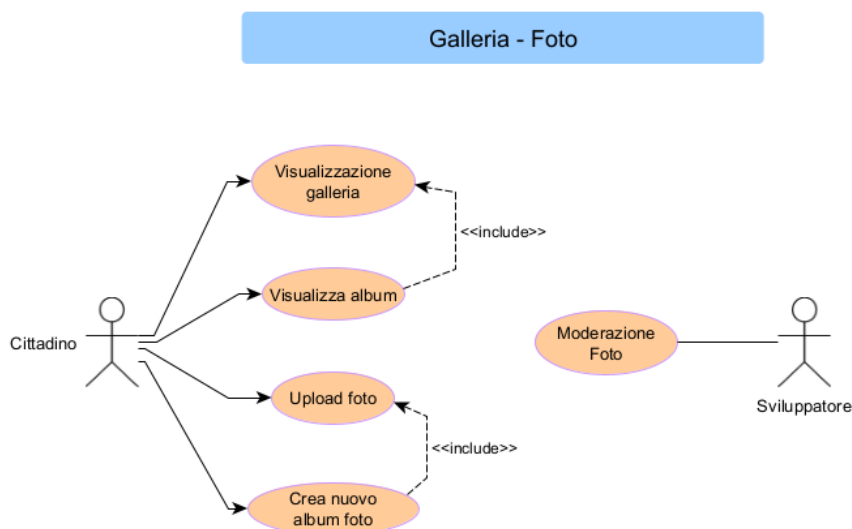 Galleria - Foto
Visualizzazione
galleria
<<include>>
Visualizza album
Cittadino
Moderazione
Foto
Sviluppatore
Upload foto
<<include>>
Crea nuovo
album foto